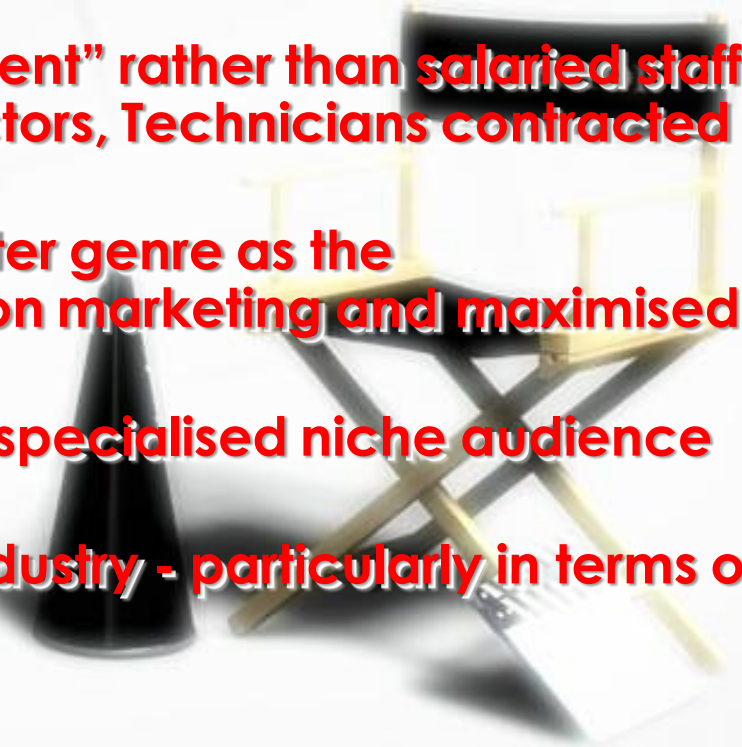 ent” rather than salaried staff
ctors, Technicians contracted
ter genre as the
on marketing and maximised
specialised niche audience
dustry - particularly in terms o